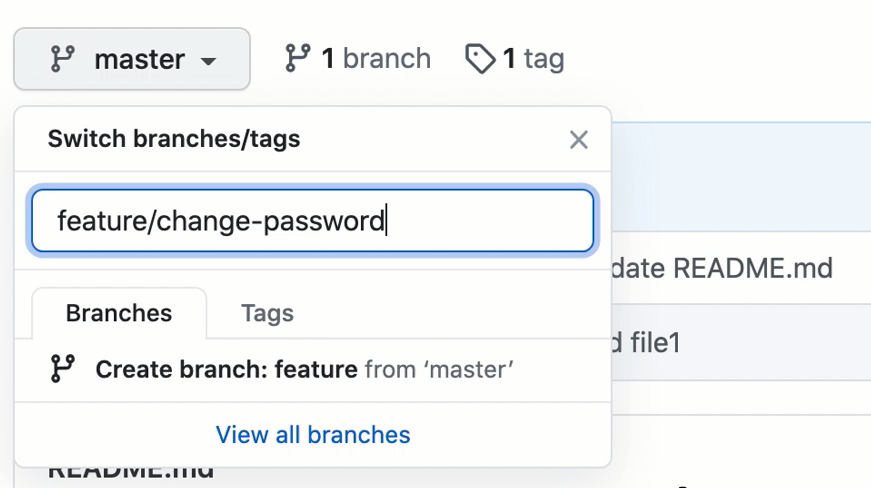 master
1 branch
1 tag
Switch branches/tags
feature/change-password
date README.md
Branches
Tags
d file1
Create branch: feature from ‘master’
View all branches
README.md